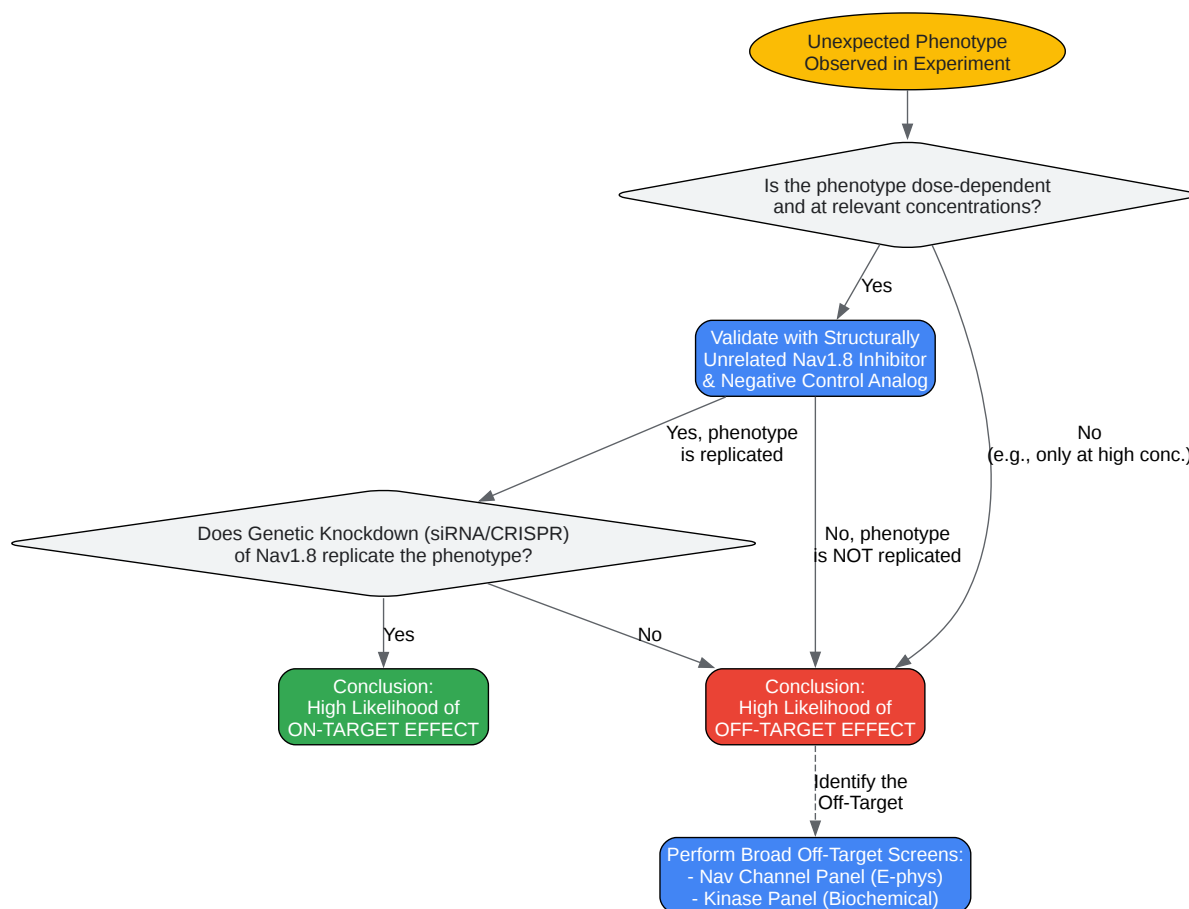 Unexpected Phenotype
Observed in Experiment
Is the phenotype dose-dependent
and at relevant concentrations?
Yes
Validate with Structurally
Unrelated Nav1.8 Inhibitor
& Negative Control Analog
No
(e.g., only at high conc.)
Yes, phenotype
is replicated
Does Genetic Knockdown (siRNA/CRISPR)
of Nav1.8 replicate the phenotype?
No, phenotype
is NOT replicated
Yes
No
Conclusion:
High Likelihood of
ON-TARGET EFFECT
Conclusion:
High Likelihood of
OFF-TARGET EFFECT
Identify the
Off-Target
Perform Broad Off-Target Screens:
- Nav Channel Panel (E-phys)
- Kinase Panel (Biochemical)